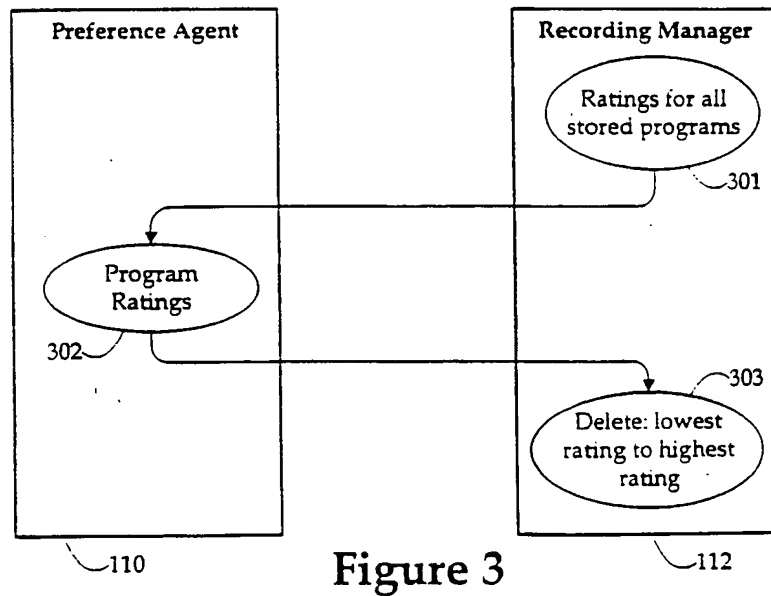 Preference Agent
Recording Manager
Ratings for all
stored programs
301
Program
Ratings
302
303
Delete: lowest
rating to highest
rating
110
112
Figure 3